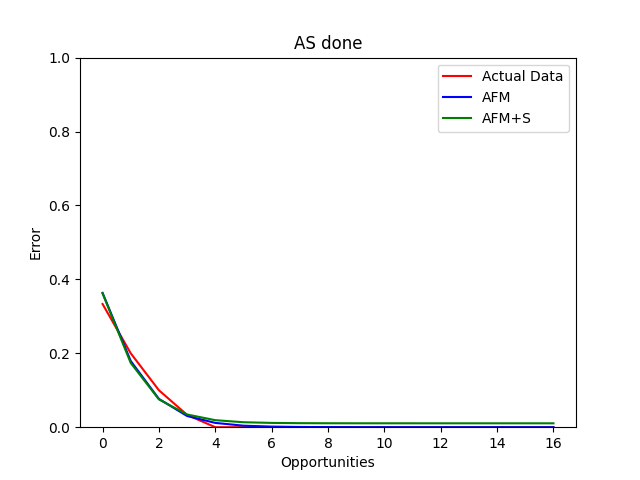 AS done
1.0
0.8
0.6
0.4
0.2
0.0
Error
Actual Data
AFM
AFM+S
0 2 4 6 8 10 12 14 16
Opportunities